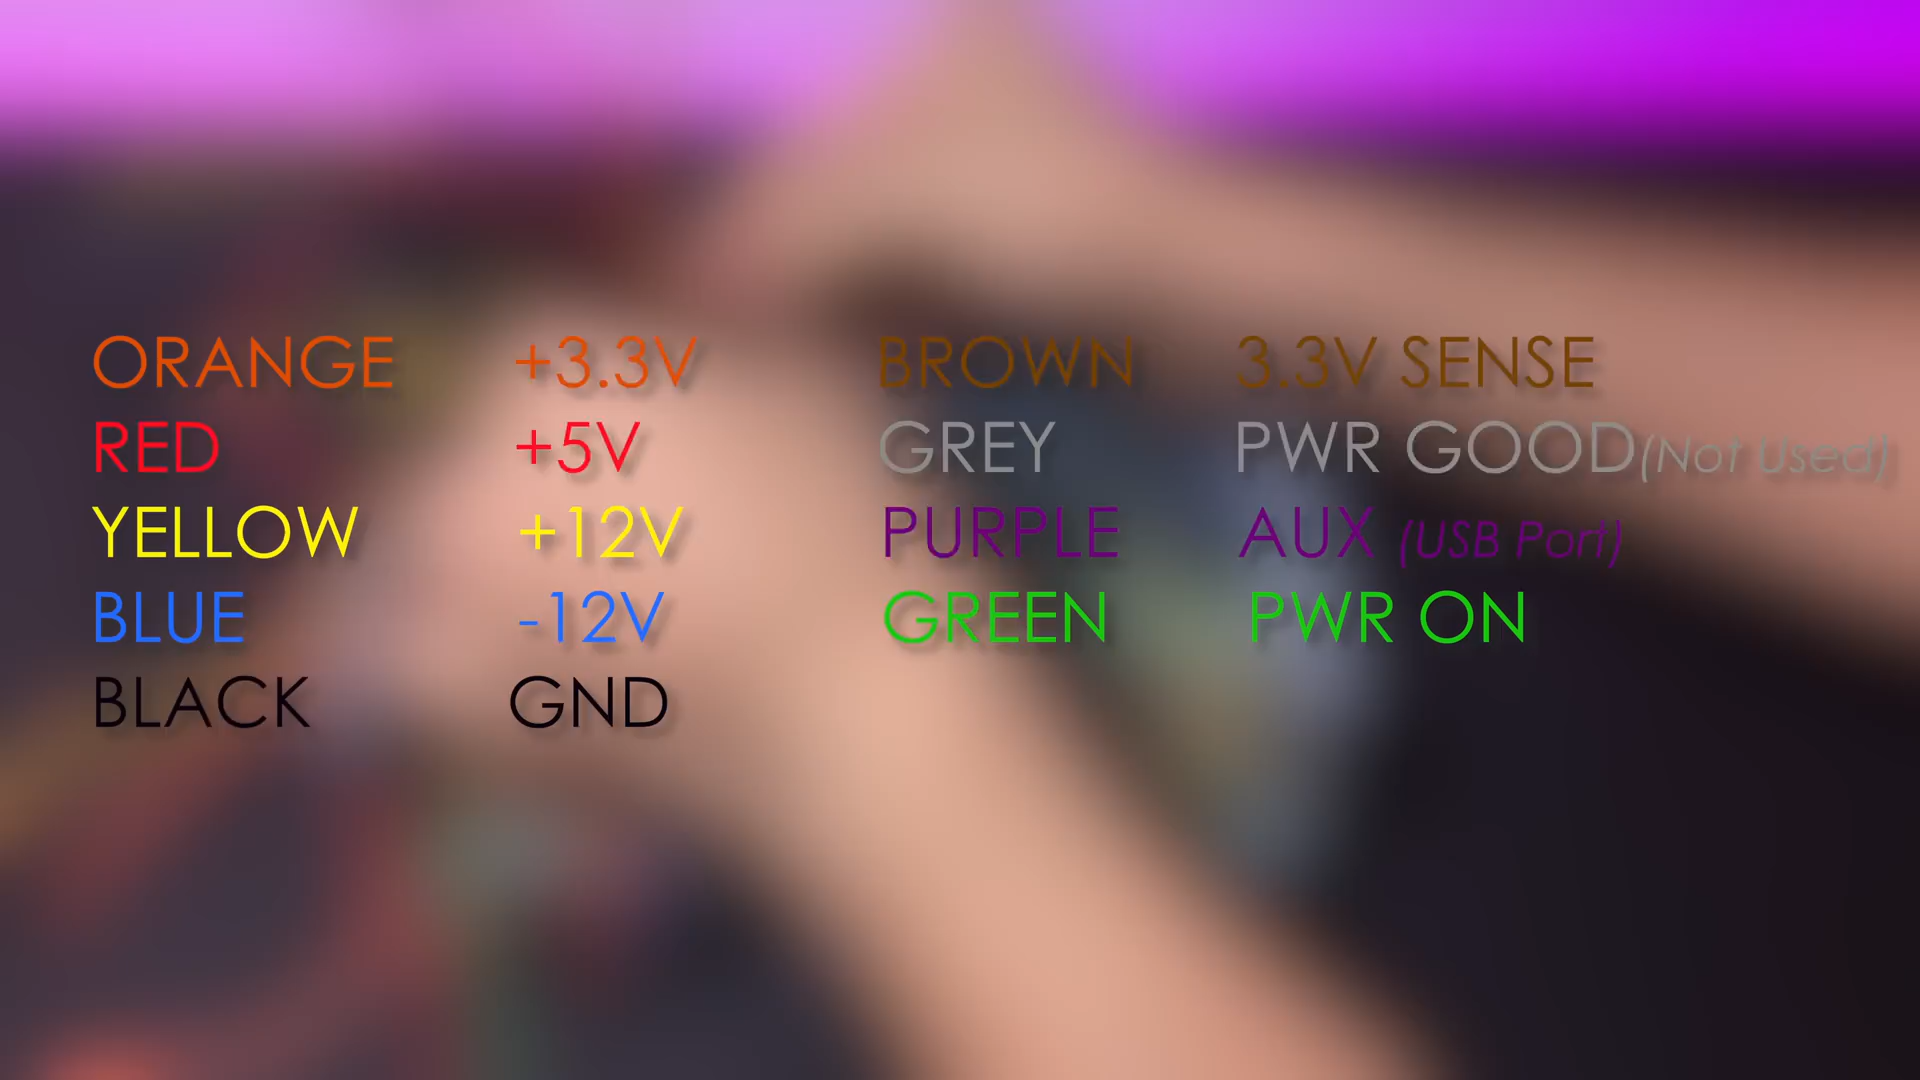 ORANGE +3.3V BROWN 3.3V SENSE
RED +5V GREY PWR GOOD(Not Used)
YELLOW +12V PURPLE AUX (USB Port)
BLUE -12V GREEN PWR ON
BLACK GND